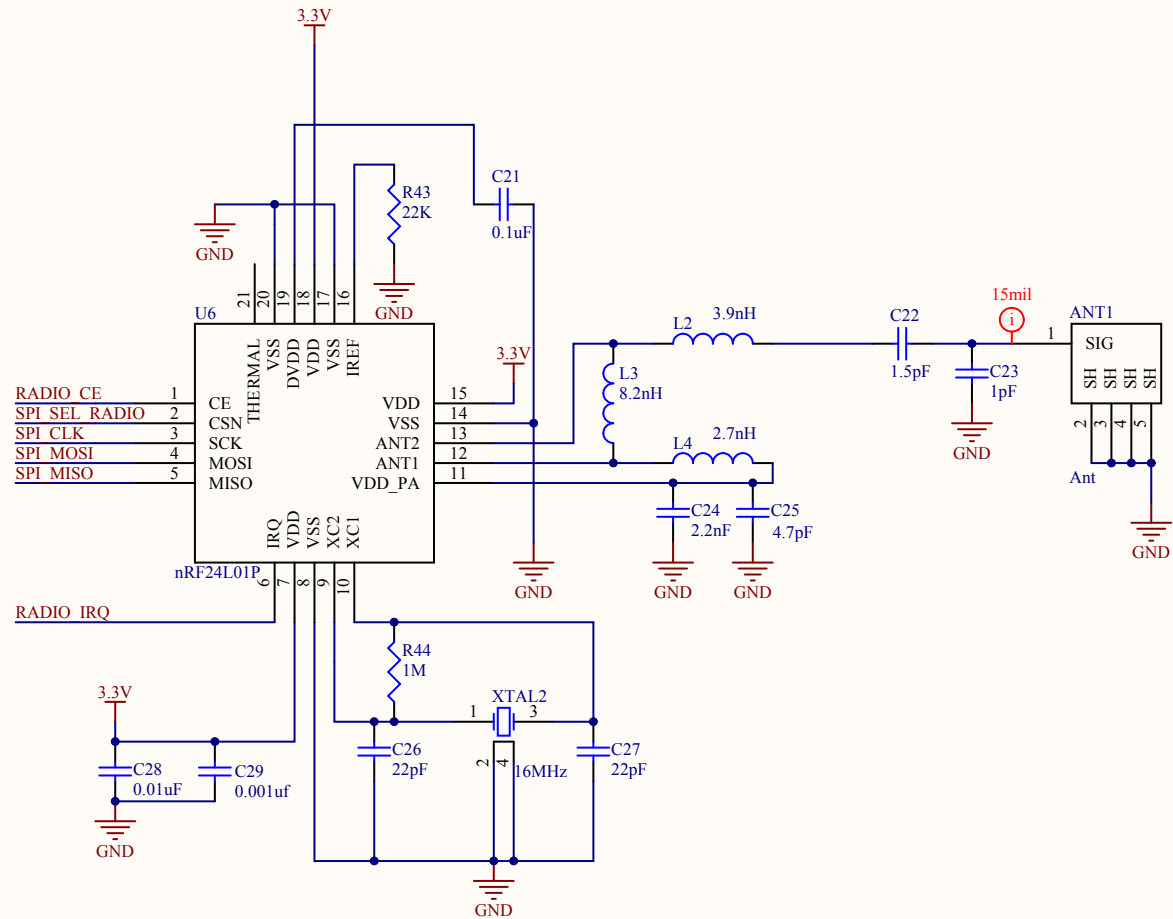 3.3V
C21
0.1uF
R43
22K
GND
GND
21
20
19
18
17
16
U6
THERMAL
VSS
DVDD
VDD
VSS
IREF
RADIO_CE
SPI_SEL_RADIO
SPI_CLK
SPI_MOSI
SPI_MISO
1
2
3
4
5
CE
CSN
SCK
MOSI
MISO
3.3V
VDD
VSS
ANT2
ANT1
VDD_PA
15
14
13
12
11
IRQ
VDD
VSS
XC2
XC1
nRF24L01P
6
7
8
9
10
L2
3.9nH
L3
8.2nH
L4
2.7nH
C22
1.5pF
15mil
i
C23
1pF
GND
ANT1
1
SIG
SH
SH
SH
SH
2
3
4
5
Ant
GND
C24
2.2nF
C25
4.7pF
GND
GND
GND
RADIO_IRQ
R44
1M
XTAL2
1
3
2
4
16MHz
C26
22pF
C27
22pF
3.3V
C28
0.01uF
C29
0.001uf
GND
GND